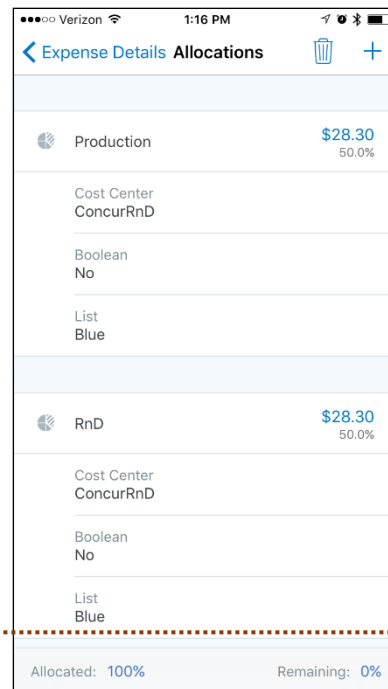 Verizon 1:16 PM
Expense Details Allocations
Production $28.30
50.0%
Cost Center
ConcurRnD
Boolean
No
List
Blue
RnD $28.30
50.0%
Cost Center
ConcurRnD
Boolean
No
List
Blue
Allocated: 100% Remaining: 0%